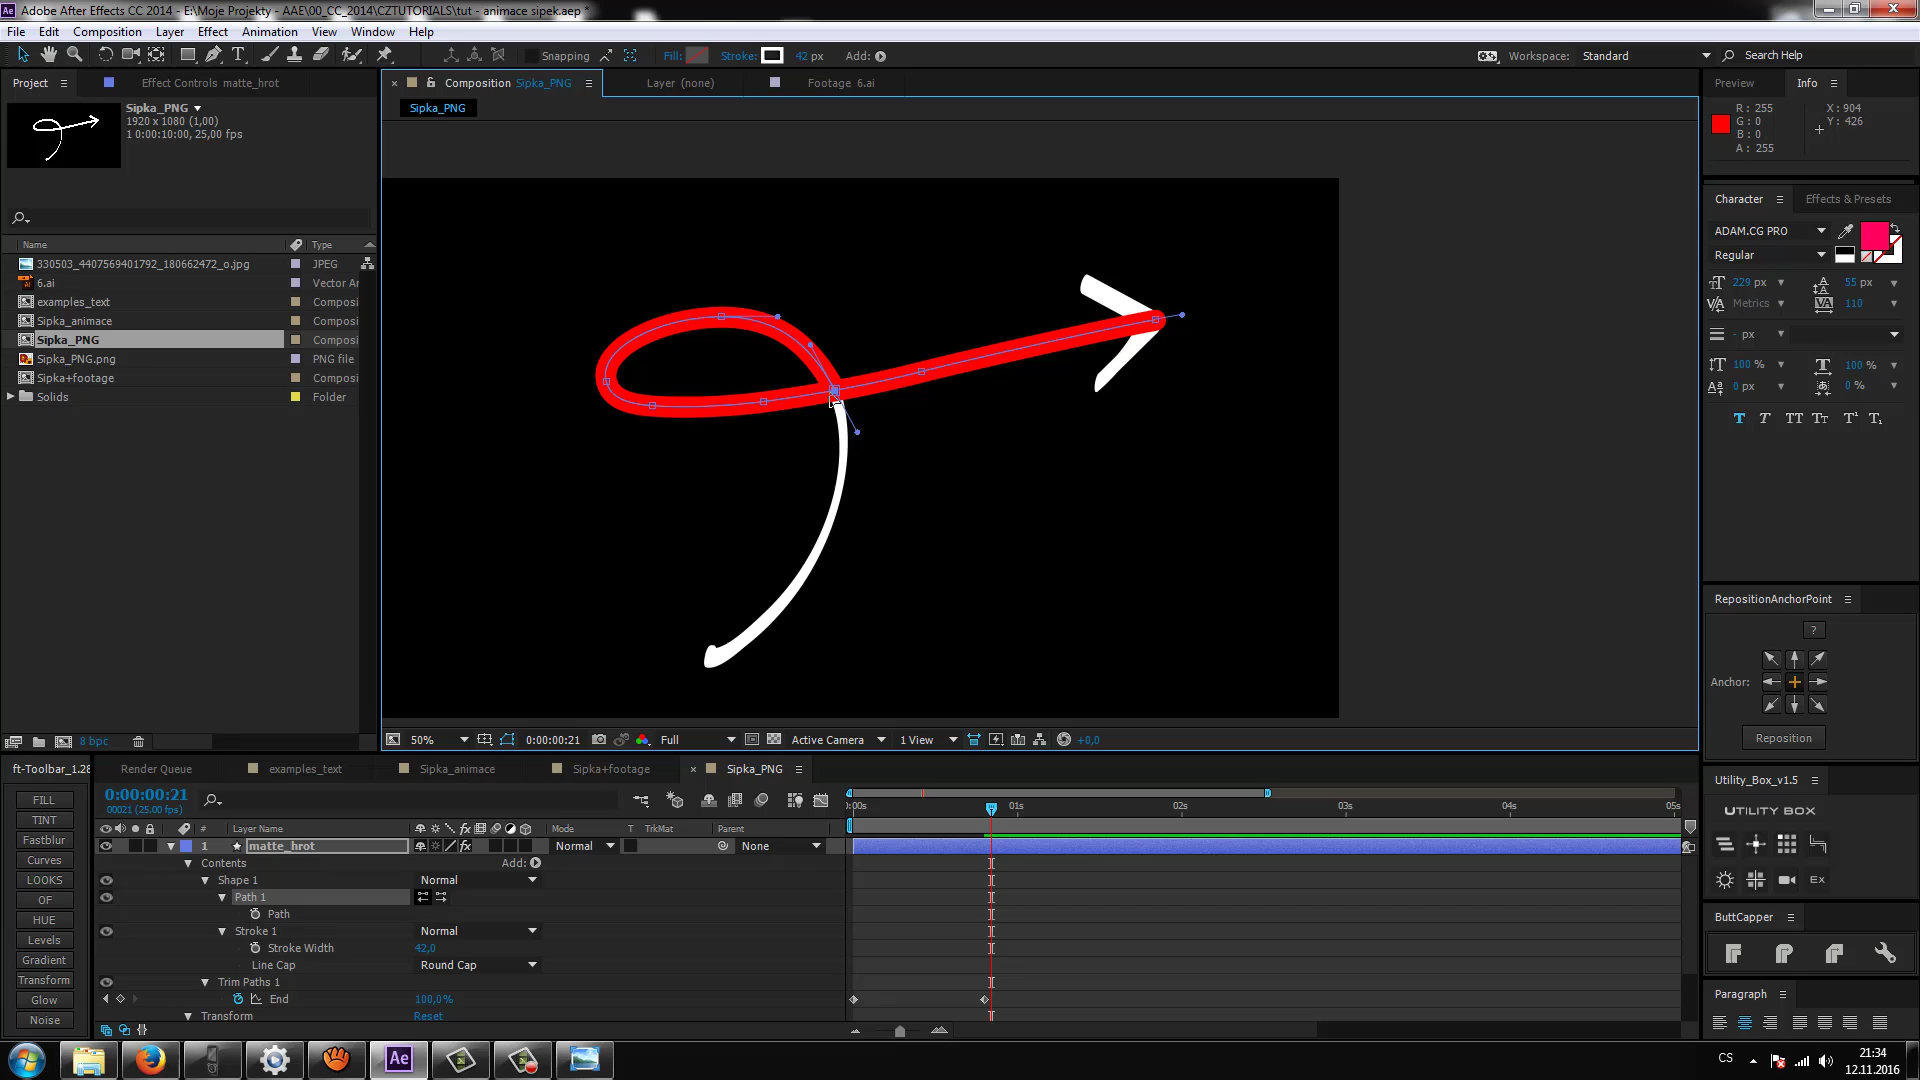 Adobe After Effects CC 2014 - E:\Moje Projekty - AAE\00_CC_2014\CZTUTORIALS\tut - animace sipek.aep *
File Edit Composition Layer Effect Animation View Window Help
Snapping Fill: Stroke: 42 px Add: Workspace: Standard Search Help
Project Effect Controls matte_hrot Composition Sipka_PNG Layer (none) Footage 6.ai Preview Info
Sipka_PNG
Sipka_PNG
1920 x 1080 (1,00)
1 0:00:10:00, 25,00 fps
R: 255 X: 904
G: 0 Y: 426
B: 0
A: 255
Character Effects & Presets
ADAM.CG PRO
Regular
229 px 55 px
Metrics 110
- px
100 % 100 %
0 px 0 %
Name Type
330503_4407569401792_180662472_o.jpg JPEG
6.ai Vector Ar
examples_text Composi
Sipka_animace Composi
Sipka_PNG Composi
Sipka_PNG.png PNG file
Sipka+footage Composi
Solids Folder
RepositionAnchorPoint
?
Anchor:
Reposition
8 bpc 50% 0:00:00:21 Full Active Camera 1 View +0,0
ft-Toolbar_1.28 Render Queue examples_text Sipka_animace Sipka+footage Sipka_PNG
Utility_Box_v1.5
UTILITY BOX
EX
ButtCapper
Paragraph
FILL
TINT
Fastblur
Curves
LOOKS
OF
HUE
Levels
Gradient
Transform
Glow
Noise
0:00:00:21
00021 (25.00 fps)
0:00s 01s 02s 03s 04s 05s
# Layer Name Mode T TrkMat Parent
1 matte_hrot Normal None
Contents Add:
Shape 1 Normal
Path 1
Path
Stroke 1 Normal
Stroke Width 42,0
Line Cap Round Cap
Trim Paths 1
End 100,0%
Transform Reset
CS 21:34
12.11.2016